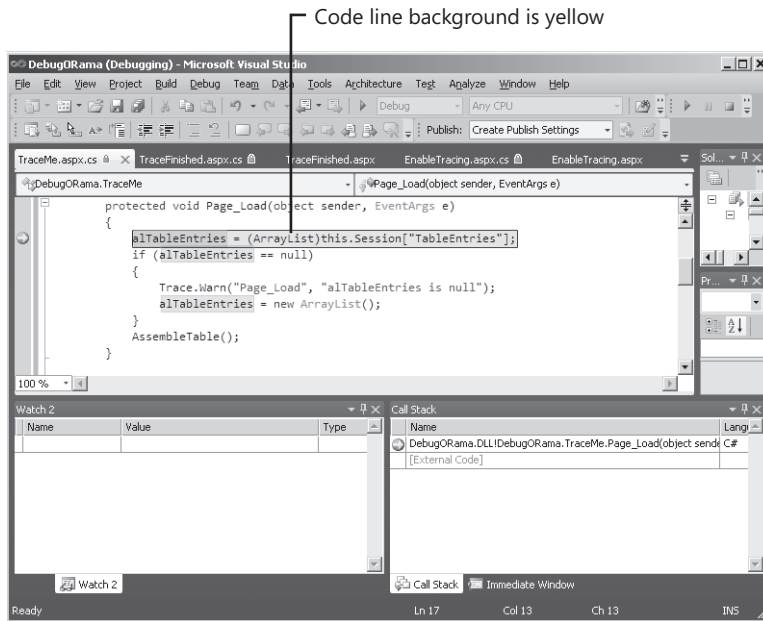 Code line background is yellow
DebugORama (Debugging) - Microsoft Visual Studio
File Edit View Project Build Debug Team Data Tools Architecture Test Analyze Window Help
Debug Any CPU
Publish: Create Publish Settings
TraceMe.aspx.cs TraceFinished.aspx.cs TraceFinished.aspx EnableTracing.aspx.cs EnableTracing.aspx Sol...
DebugORama.TraceMe Page_Load(object sender, EventArgs e)
protected void Page_Load(object sender, EventArgs e)
{
alTableEntries = (ArrayList)this.Session["TableEntries"];
if (alTableEntries == null)
{
Trace.Warn("Page_Load", "alTableEntries is null");
alTableEntries = new ArrayList();
}
AssembleTable();
}
Pr...
100 %
Watch 2 Call Stack
Name Value Type Name Langu
DebugORama.DLL!DebugORama.TraceMe.Page_Load(object sende C#
[External Code]
Watch 2 Call Stack Immediate Window
Ready Ln 17 Col 13 Ch 13 INS